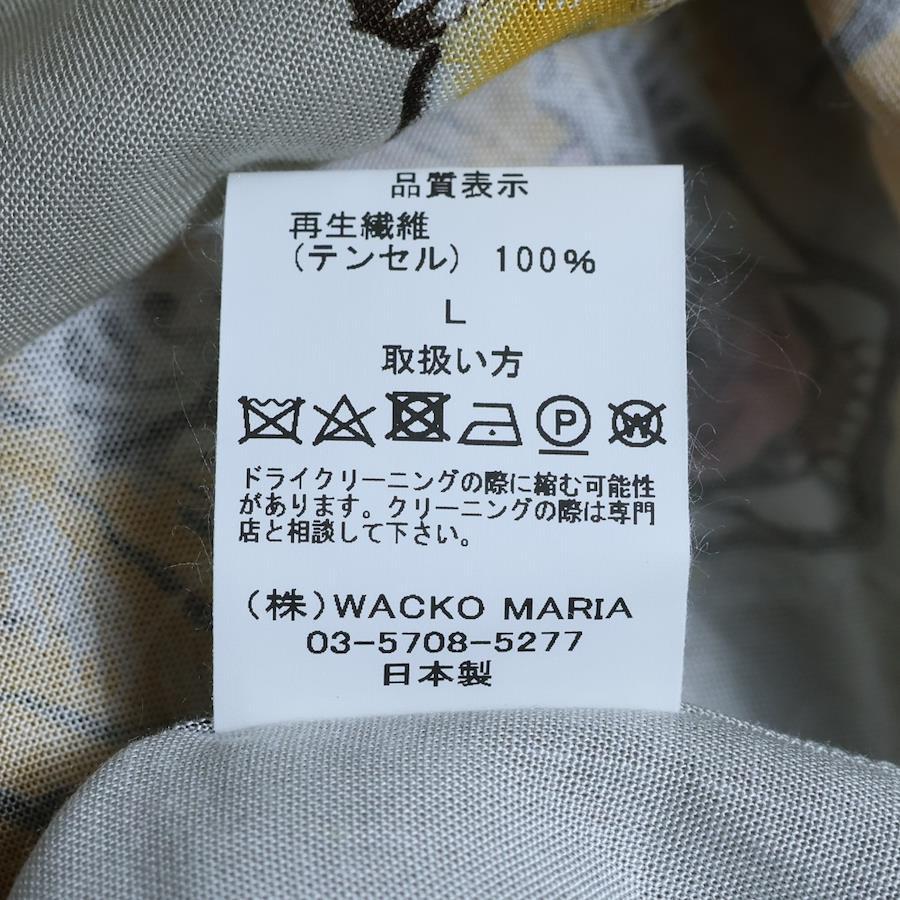 品質表示
再生繊維
(テンセル) 100%
L
取扱い方
P W
ドライクリーニングの際に縮む可能性
があります。クリーニングの際は専門
店と相談して下さい。
(株)WACKO MARIA
03-5708-5277
日本製